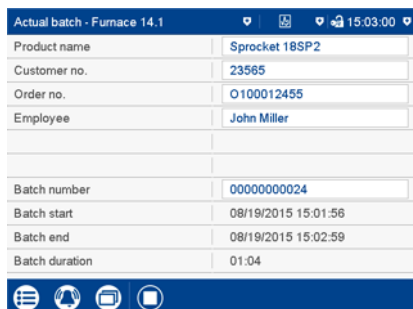 Actual batch - Furnace 14.1 15:03:00
Product name Sprocket 18SP2
Customer no. 23565
Order no. O100012455
Employee John Miller
Batch number 00000000024
Batch start 08/19/2015 15:01:56
Batch end 08/19/2015 15:02:59
Batch duration 01:04